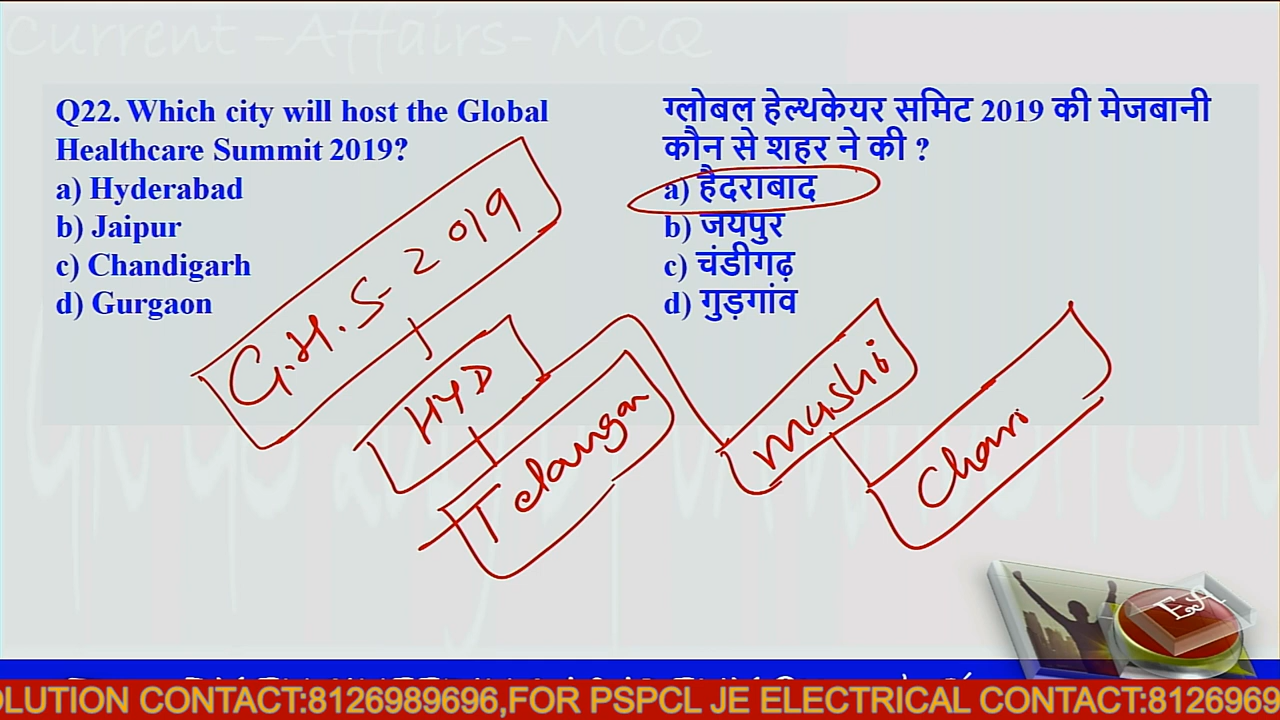 Current -Affairs- MCQ
Q22. Which city will host the Global
Healthcare Summit 2019?
a) Hyderabad
b) Jaipur
c) Chandigarh
d) Gurgaon
ग्लोबल हेल्थकेयर समिट 2019 की मेजबानी
कौन से शहर ने की ?
a) हैदराबाद
b) जयपुर
c) चंडीगढ़
d) गुड़गांव
G.H.S-2019
HYD
Telangan
Mushi
Chari
E.A
OLUTION CONTACT:8126989696,FOR PSPCL JE ELECTRICAL CONTACT:8126969